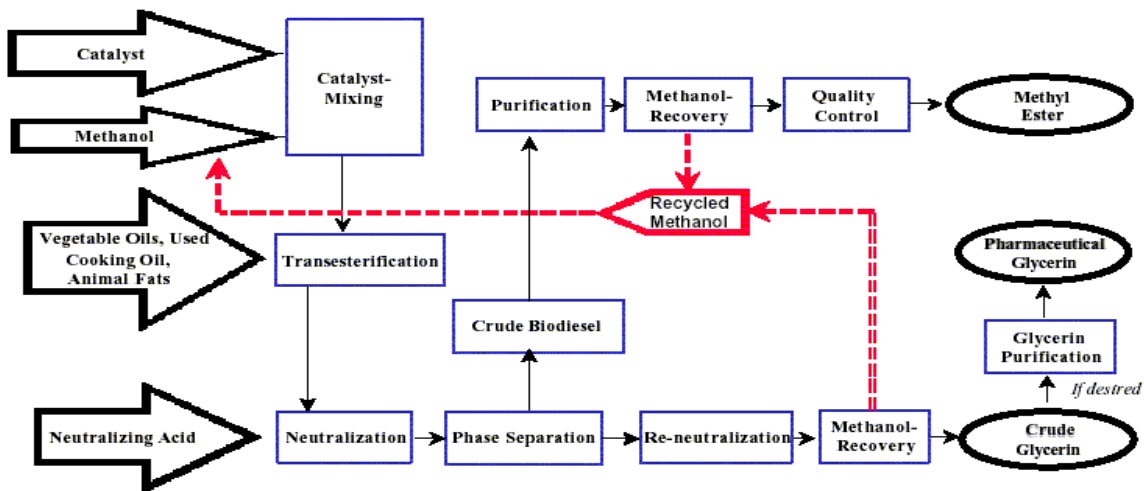 Catalyst
Catalyst-
Mixing
Methanol
Purification
Methanol-
Recovery
Quality
Control
Methyl
Ester
Recycled
Methanol
Vegetable Oils, Used
Cooking Oil,
Animal Fats
Transesterification
Pharmaceutical
Glycerin
Crude Biodiesel
Glycerin
Purification
If destred
Neutralizing Acid
Neutralization
Phase Separation
Re-neutralization
Methanol-
Recovery
Crude
Glycerin